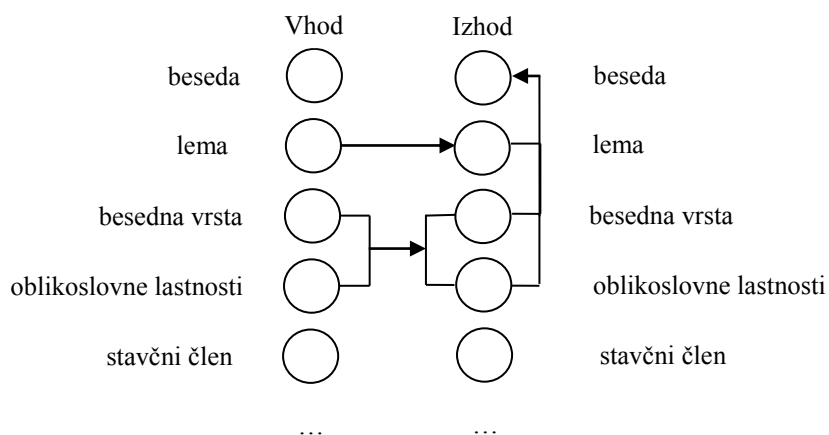 Vhod Izhod
beseda beseda
lema lema
besedna vrsta besedna vrsta
oblikoslovne lastnosti oblikoslovne lastnosti
stavčni člen stavčni člen
… …